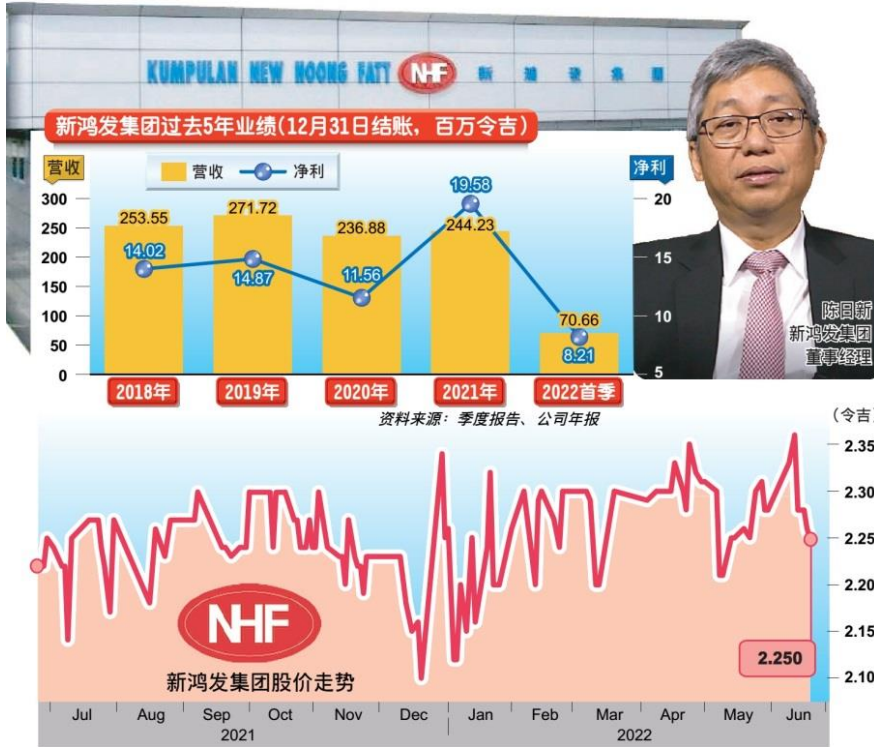 KUMPULAN NEW HOONG FATT NHF 新鴻發集團
新鸿发集团过去5年业绩(12月31日结账，百万令吉)
营收
营收 净利
净利
300
250
200
150
100
50
0
253.55
271.72
236.88
244.23
70.66
14.02
14.87
11.56
19.58
8.21
20
15
10
5
2018年 2019年 2020年 2021年 2022首季
陈日新
新鸿发集团
董事经理
资料来源：季度报告、公司年报
(令吉)
2.35
2.30
2.25
2.20
2.15
2.10
2.250
NHF
新鸿发集团股价走势
Jul Aug Sep Oct Nov Dec Jan Feb Mar Apr May Jun
2021 2022